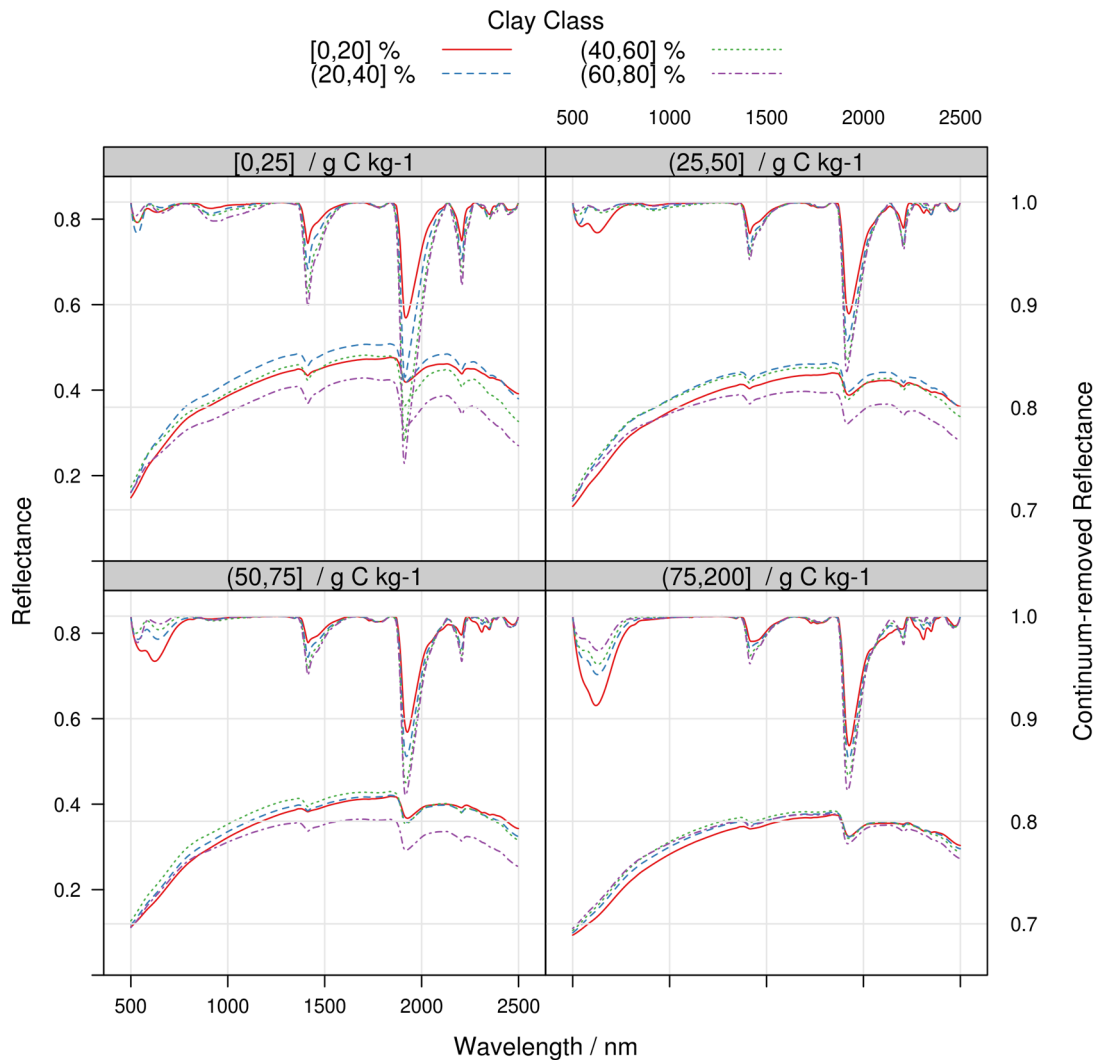 Clay Class
[0,20] % (40,60] %
(20,40] % (60,80] %
500 1000 1500 2000 2500
[0,25] / g C kg-1 (25,50] / g C kg-1
0.8 1.0
0.6 0.9
0.4 0.8
0.2 0.7
(50,75] / g C kg-1 (75,200] / g C kg-1
0.8 1.0
0.6 0.9
0.4 0.8
0.2 0.7
500 1000 1500 2000 2500
Wavelength / nm
Reflectance
Continuum-removed Reflectance